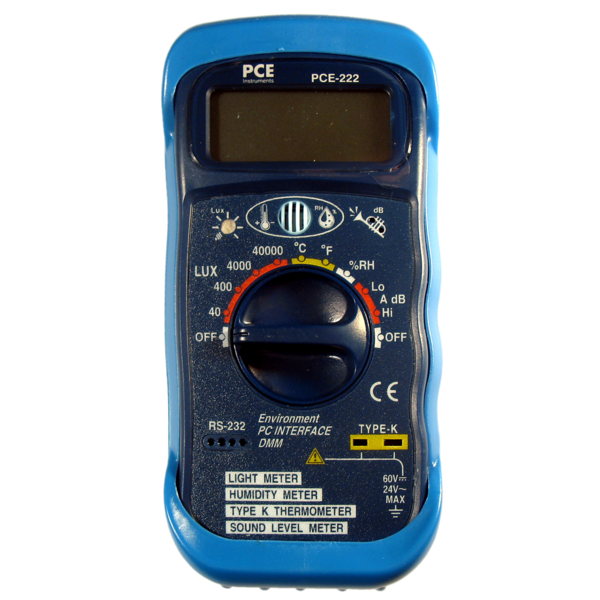 PCE
Instruments
PCE-222
Lux
RH %
dB
40000
°C
°F
4000
%RH
LUX
400
Lo
A dB
40
Hi
OFF
OFF
CE
RS-232
Environment
PC INTERFACE
DMM
TYPE-K
LIGHT METER
HUMIDITY METER
TYPE K THERMOMETER
SOUND LEVEL METER
60V⎓
24V~
MAX